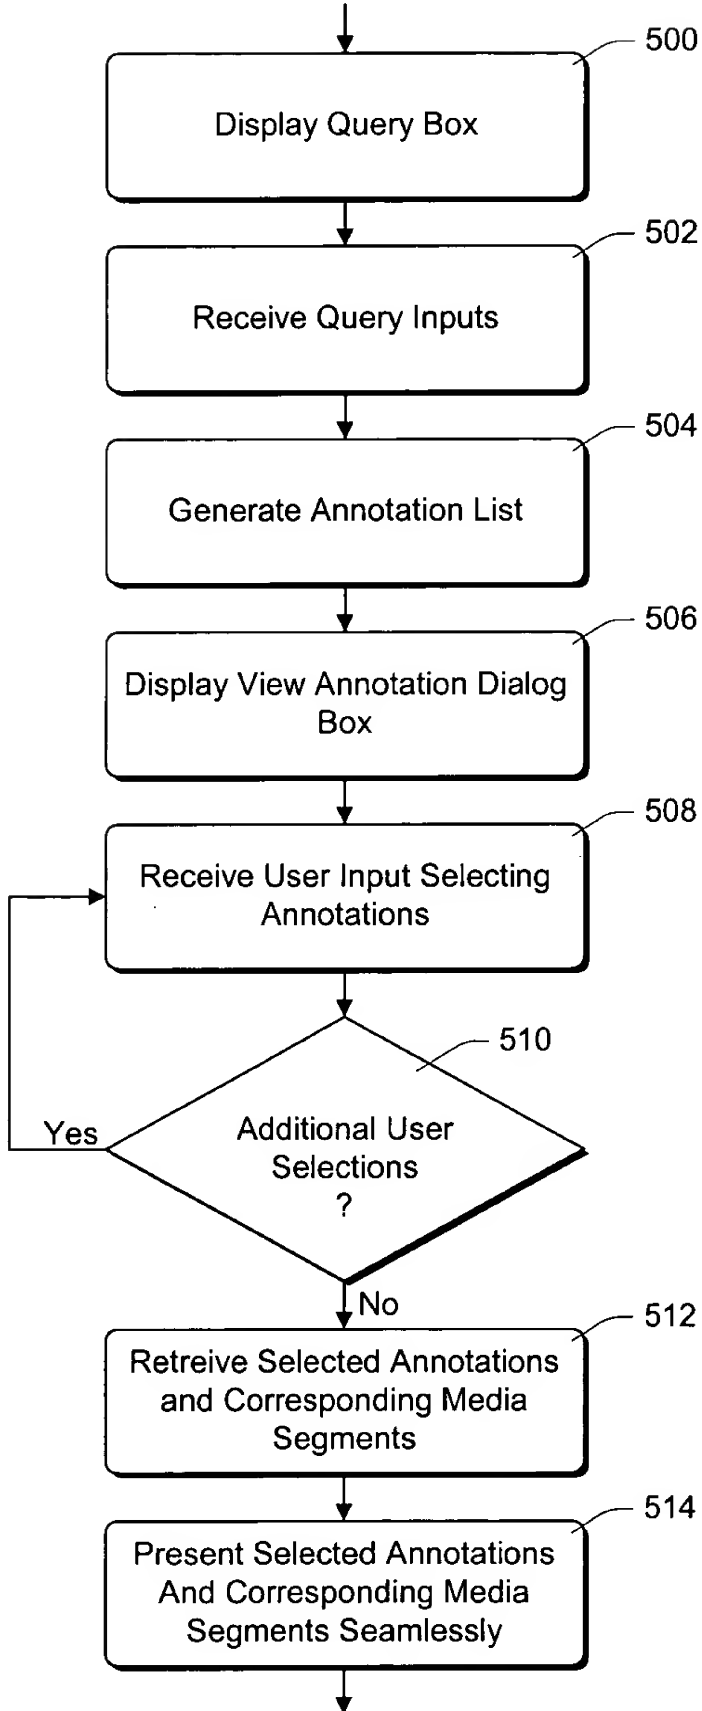 500
Display Query Box
502
Receive Query Inputs
504
Generate Annotation List
506
Display View Annotation Dialog
Box
508
Receive User Input Selecting
Annotations
510
Yes
Additional User
Selections
?
No
512
Retreive Selected Annotations
and Corresponding Media
Segments
514
Present Selected Annotations
And Corresponding Media
Segments Seamlessly